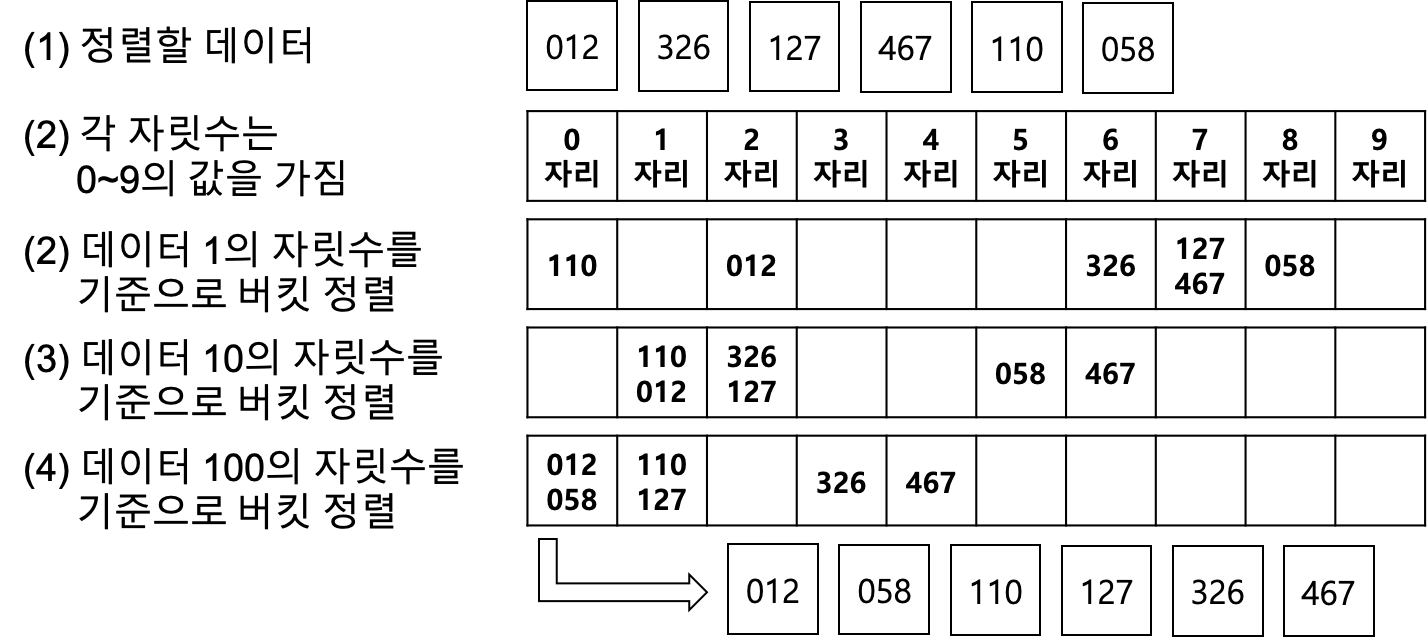 (1) 정렬할 데이터
012 326 127 467 110 058
(2) 각 자릿수는
0~9의 값을 가짐
0 1 2 3 4 5 6 7 8 9
자리 자리 자리 자리 자리 자리 자리 자리 자리 자리
(2) 데이터 1의 자릿수를
기준으로 버킷 정렬
110 012 326 127 058
467
(3) 데이터 10의 자릿수를
기준으로 버킷 정렬
110 326 058 467
012 127
(4) 데이터 100의 자릿수를
기준으로 버킷 정렬
012 110 326 467
058 127
012 058 110 127 326 467